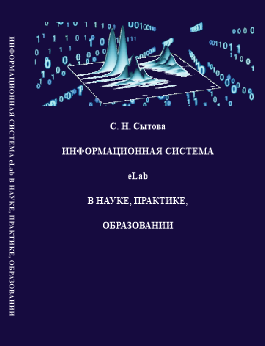 С. Н. Сытова
ИНФОРМАЦИОННАЯ СИСТЕМА
eLab
В НАУКЕ, ПРАКТИКЕ,
ОБРАЗОВАНИИ
ИНФОРМАЦИОННАЯ СИСТЕМА eLab В НАУКЕ, ПРАКТИКЕ, ОБРАЗОВАНИИ